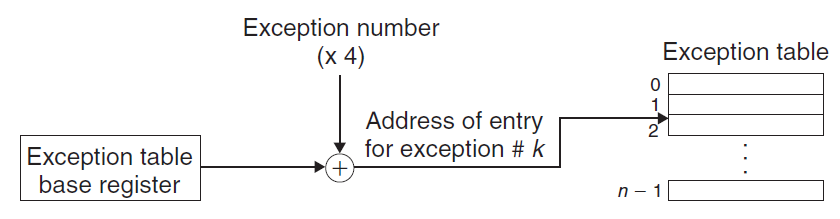 Exception number
(x 4)
Exception table
0
1
2
Address of entry
for exception # k
Exception table
base register
n – 1